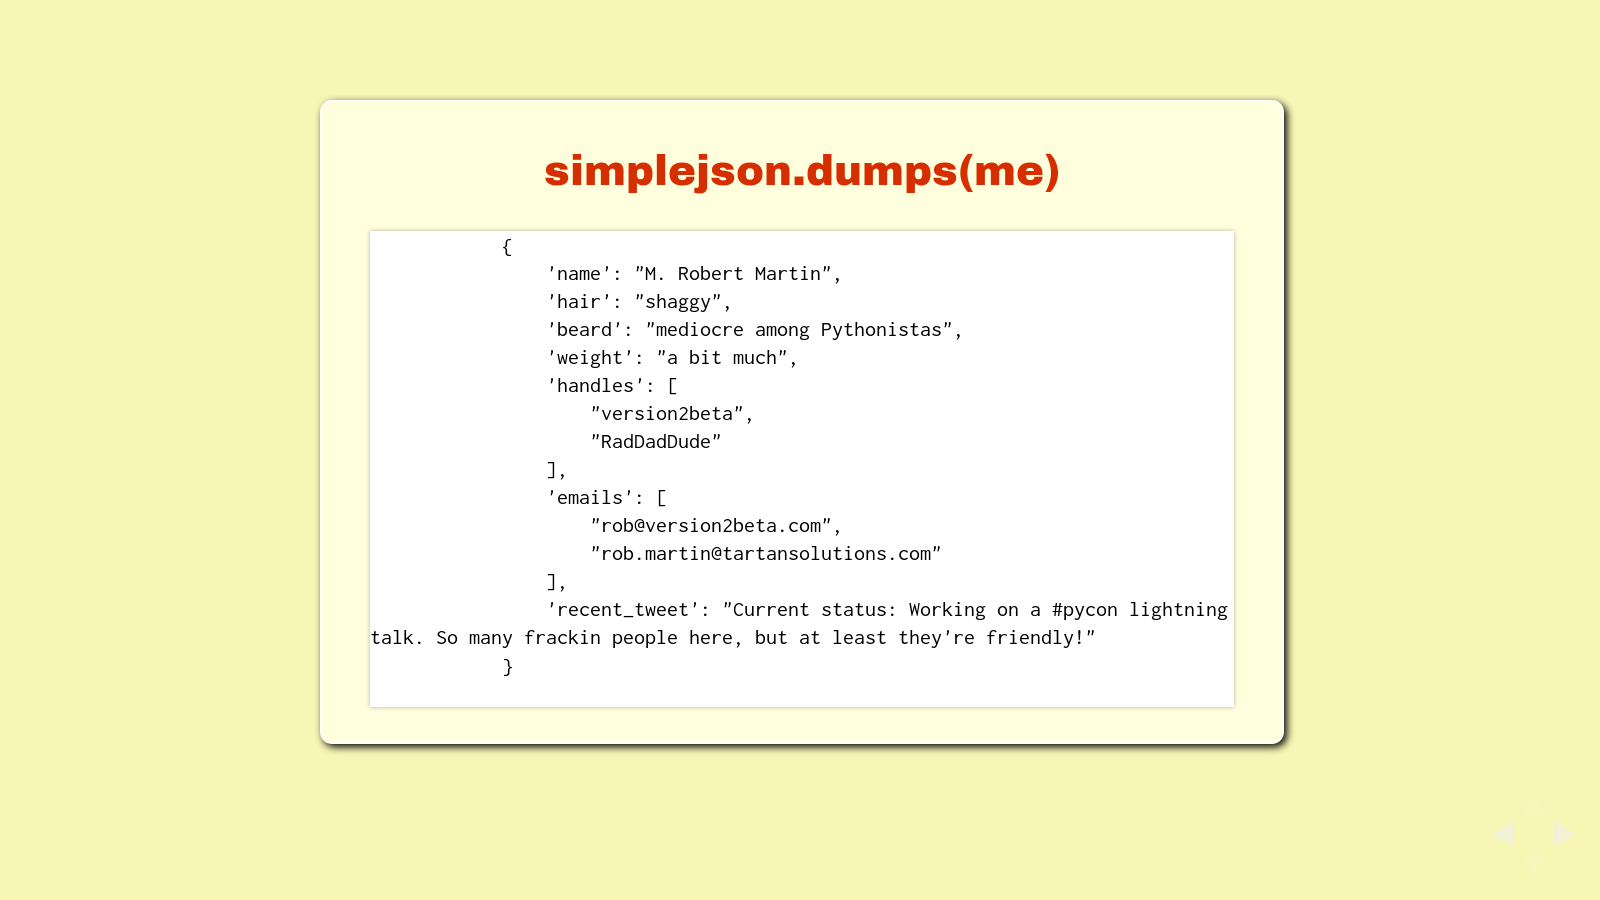 simplejson.dumps(me)
{
'name': "M. Robert Martin",
'hair': "shaggy",
'beard': "mediocre among Pythonistas",
'weight': "a bit much",
'handles': [
"version2beta",
"RadDadDude"
],
'emails': [
"rob@version2beta.com",
"rob.martin@tartansolutions.com"
],
'recent_tweet': "Current status: Working on a #pycon lightning
talk. So many frackin people here, but at least they're friendly!"
}